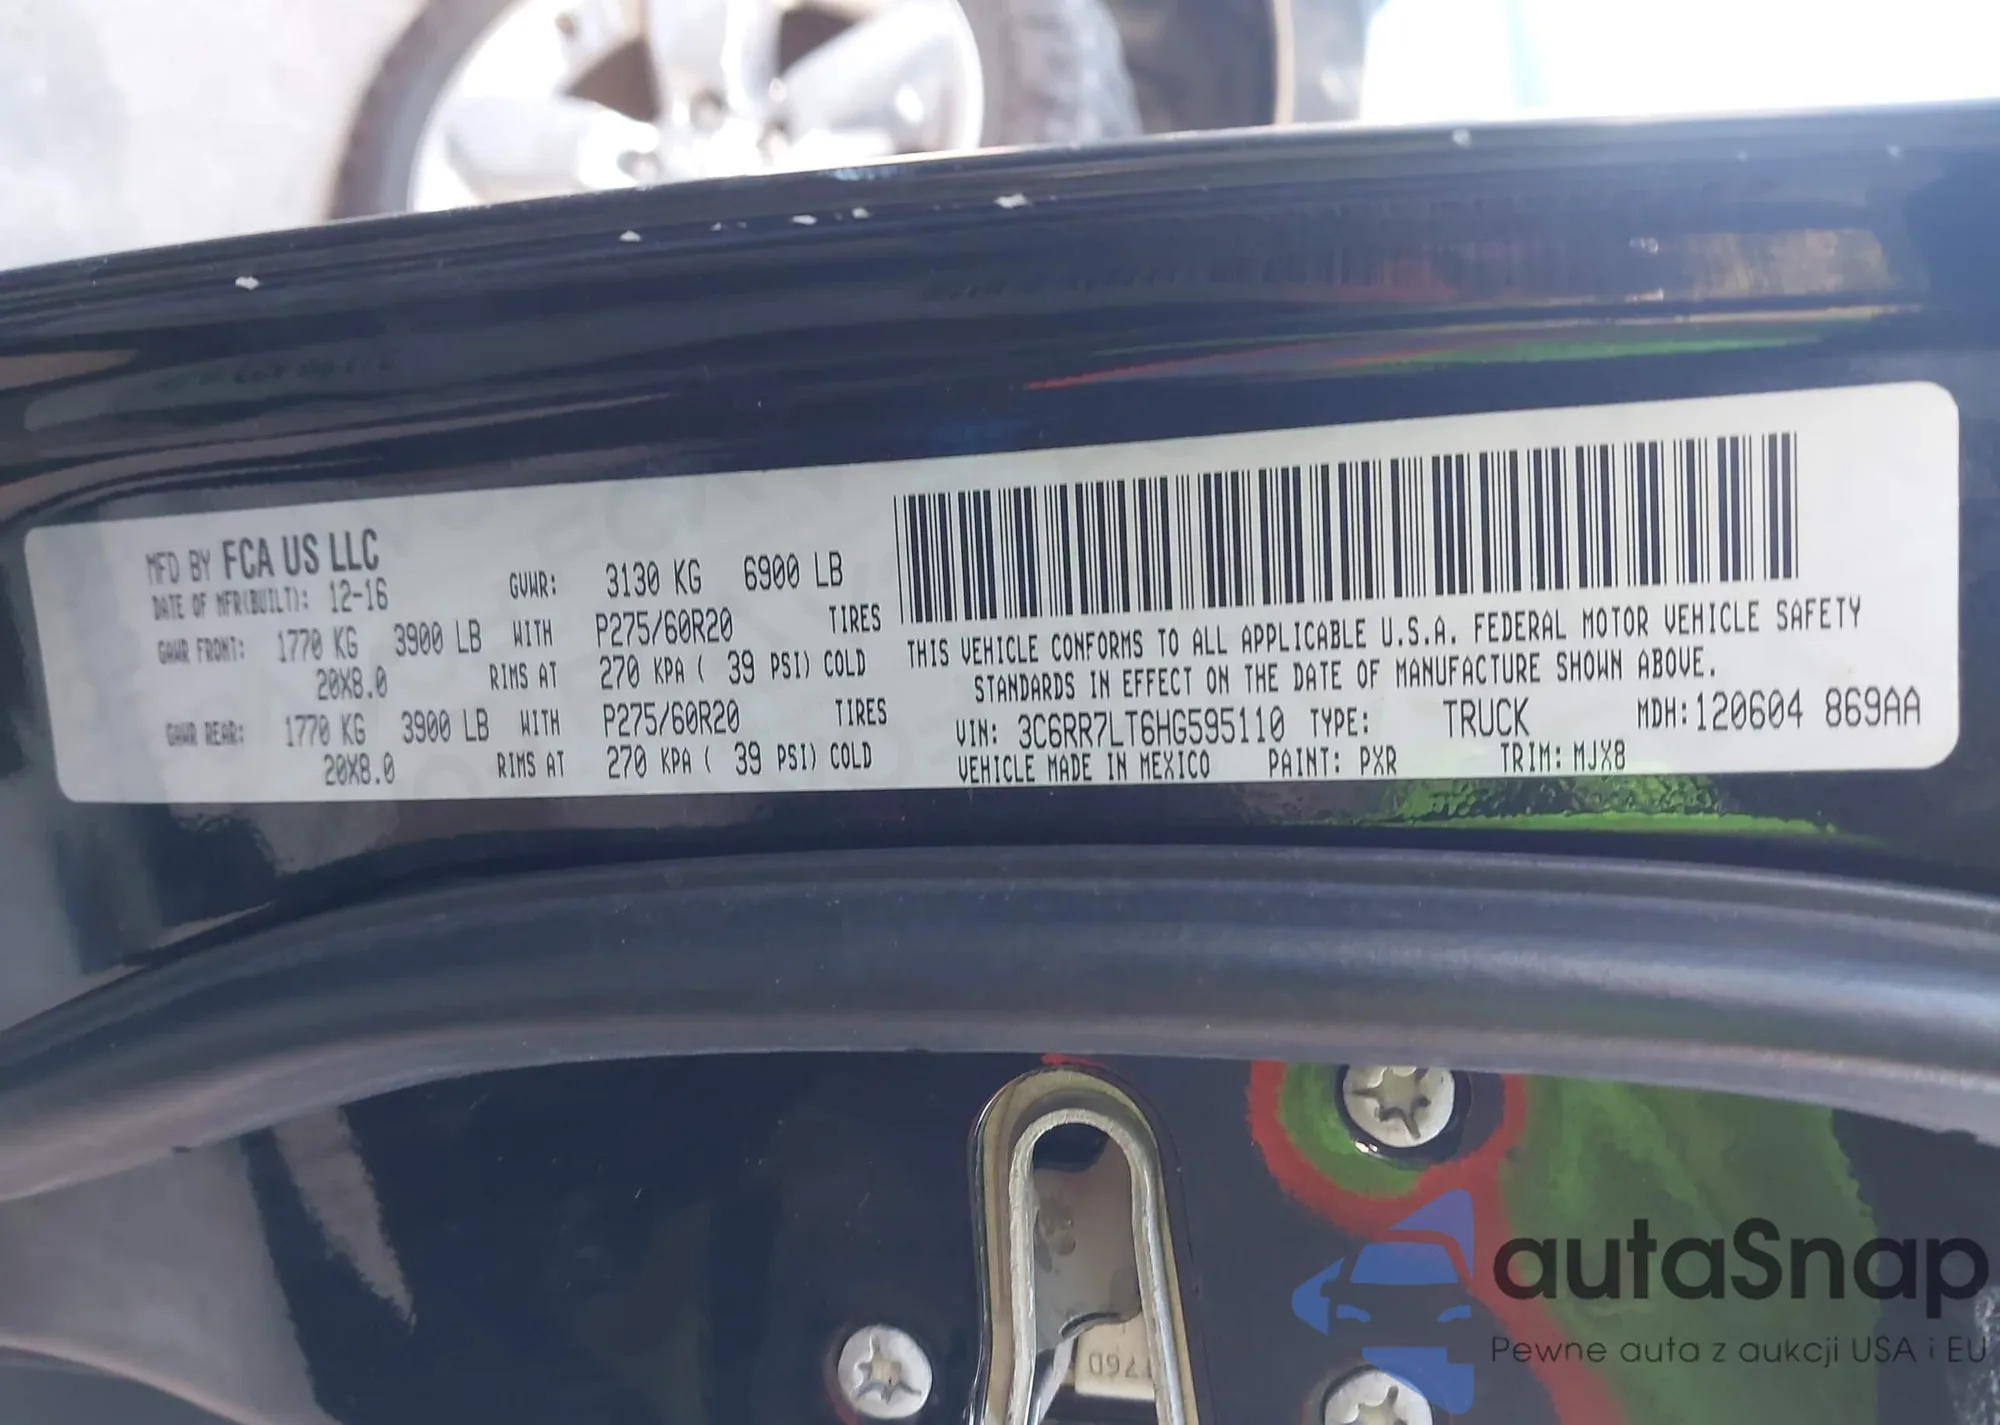 MFD BY FCA US LLC
DATE OF MFR(BUILT): 12-16
GVWR: 3130 KG 6900 LB
GAWR FRONT: 1770 KG 3900 LB WITH P275/60R20 TIRES
20X8.0 RIMS AT 270 KPA ( 39 PSI) COLD
GAWR REAR: 1770 KG 3900 LB WITH P275/60R20 TIRES
20X8.0 RIMS AT 270 KPA ( 39 PSI) COLD
THIS VEHICLE CONFORMS TO ALL APPLICABLE U.S.A. FEDERAL MOTOR VEHICLE SAFETY
STANDARDS IN EFFECT ON THE DATE OF MANUFACTURE SHOWN ABOVE.
VIN: 3C6RR7LT6HG595110 TYPE: TRUCK MDH:120604 869AA
VEHICLE MADE IN MEXICO PAINT: PXR TRIM: MJX8
autaSnap
Pewne auta z aukcji USA i EU